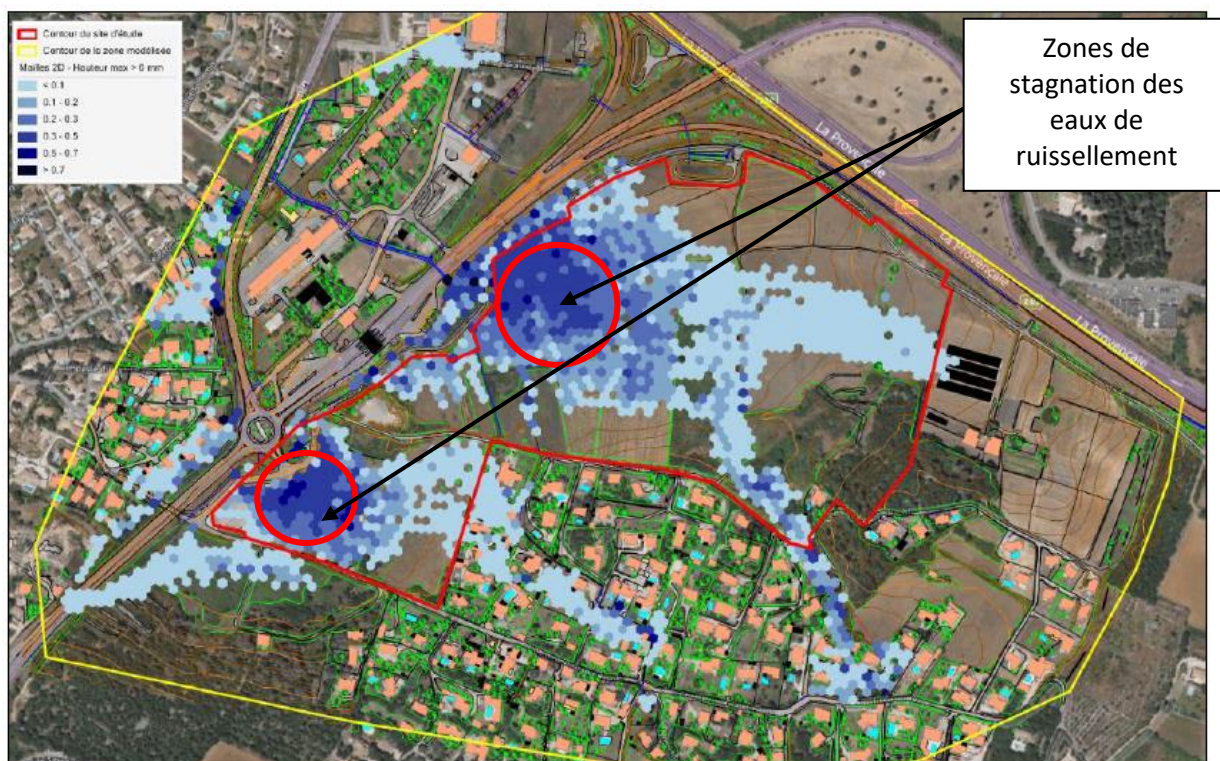 Contour du site d'étude
Contour de la zone modélisée
Mailles 2D - Hauteur max > 0 mm
< 0.1
0.1 - 0.2
0.2 - 0.3
0.3 - 0.5
0.5 - 0.7
> 0.7
Zones de
stagnation des
eaux de
ruissellement
La Provençale
La Provençale
La Provençale